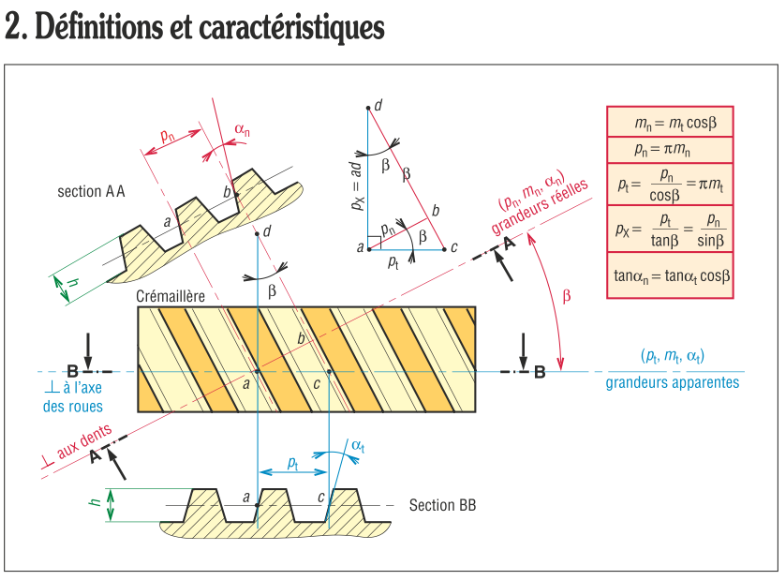 2. Définitions et caractéristiques
section AA
pₙ
αₙ
b
a
h
d
β
d
β
β
pₓ = ad
pₙ
b
β
a
c
pₜ
(pₙ, mₙ, αₙ)
grandeurs réelles
A
β
mₙ = mₜ cosβ
pₙ = πmₙ
pₜ = pₙ / cosβ = πmₜ
pₓ = pₜ / tanβ = pₙ / sinβ
tanαₙ = tanαₜ cosβ
Crémaillère
b
a
c
B
B
⊥ à l'axe
des roues
(pₜ, mₜ, αₜ)
grandeurs apparentes
⊥ aux dents
A
αₜ
pₜ
h
a
c
Section BB